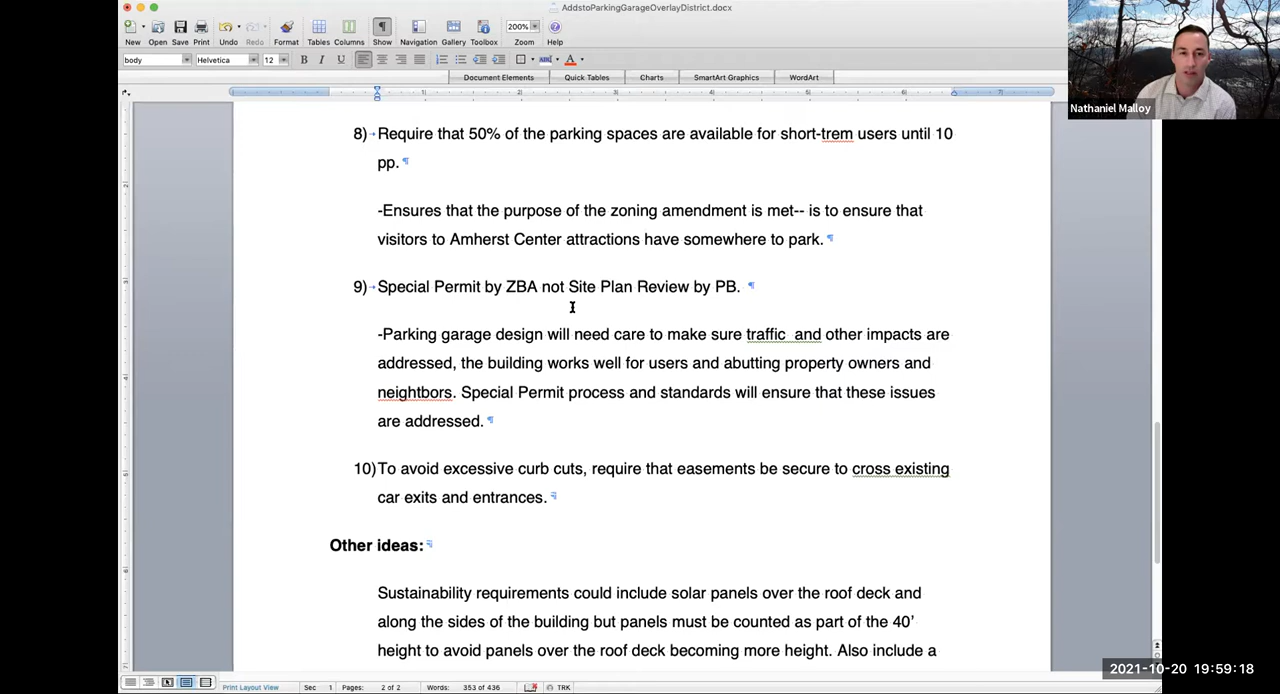 AddstoParkingGarageOverlayDistrict.docx
200%
New Open Save Print Undo Redo Format Tables Columns Show Navigation Gallery Toolbox Zoom Help
body Helvetica 12 B I U ABC A
Document Elements Quick Tables Charts SmartArt Graphics WordArt
Nathaniel Malloy
8) Require that 50% of the parking spaces are available for short-trem users until 10
pp.
-Ensures that the purpose of the zoning amendment is met-- is to ensure that
visitors to Amherst Center attractions have somewhere to park.
9) Special Permit by ZBA not Site Plan Review by PB.
-Parking garage design will need care to make sure traffic and other impacts are
addressed, the building works well for users and abutting property owners and
neightbors. Special Permit process and standards will ensure that these issues
are addressed.
10) To avoid excessive curb cuts, require that easements be secure to cross existing
car exits and entrances.
Other ideas:
Sustainability requirements could include solar panels over the roof deck and
along the sides of the building but panels must be counted as part of the 40’
height to avoid panels over the roof deck becoming more height. Also include a
2021-10-20 19:59:18
Print Layout View Sec 1 Pages: 2 of 2 Words: 353 of 436 TRK